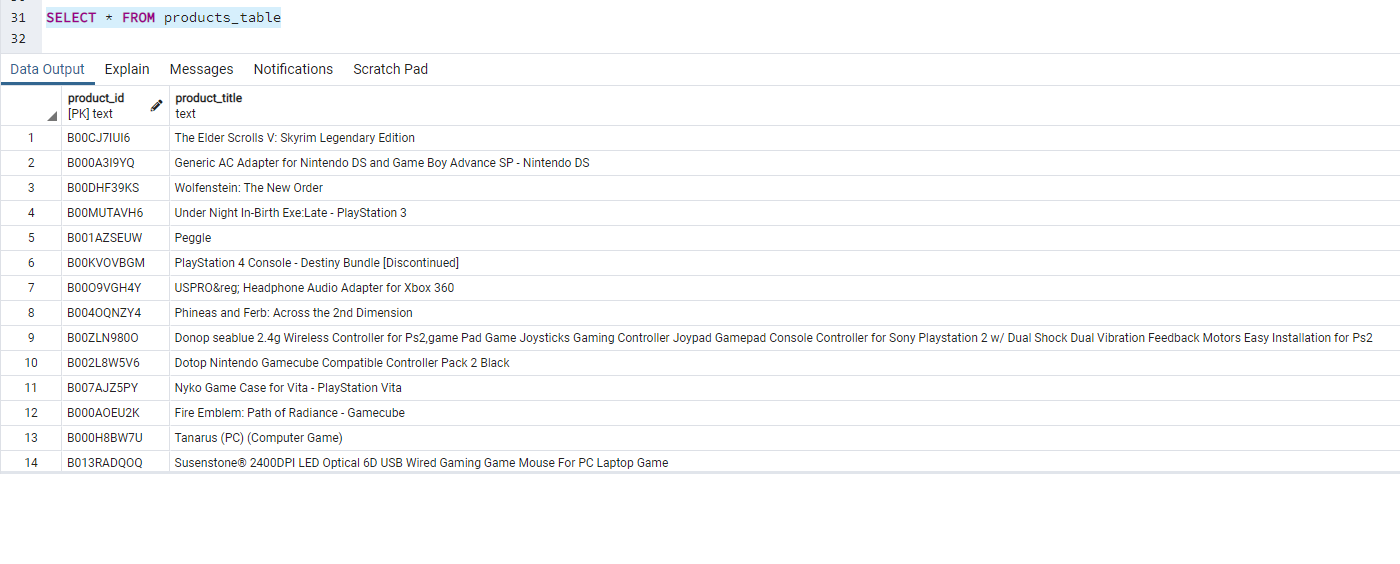 31 SELECT * FROM products_table
32
Data Output Explain Messages Notifications Scratch Pad
product_id product_title
[PK] text text
1 B00CJ7IUI6 The Elder Scrolls V: Skyrim Legendary Edition
2 B000A3I9YQ Generic AC Adapter for Nintendo DS and Game Boy Advance SP - Nintendo DS
3 B00DHF39KS Wolfenstein: The New Order
4 B00MUTAVH6 Under Night In-Birth Exe:Late - PlayStation 3
5 B001AZSEUW Peggle
6 B00KVOVBGM PlayStation 4 Console - Destiny Bundle [Discontinued]
7 B00O9VGH4Y USPRO&reg; Headphone Audio Adapter for Xbox 360
8 B004OQNZY4 Phineas and Ferb: Across the 2nd Dimension
9 B00ZLN980O Donop seablue 2.4g Wireless Controller for Ps2,game Pad Game Joysticks Gaming Controller Joypad Gamepad Console Controller for Sony Playstation 2 w/ Dual Shock Dual Vibration Feedback Motors Easy Installation for Ps2
10 B002L8W5V6 Dotop Nintendo Gamecube Compatible Controller Pack 2 Black
11 B007AJZ5PY Nyko Game Case for Vita - PlayStation Vita
12 B000AOEU2K Fire Emblem: Path of Radiance - Gamecube
13 B000H8BW7U Tanarus (PC) (Computer Game)
14 B013RADQOQ Susenstone® 2400DPI LED Optical 6D USB Wired Gaming Game Mouse For PC Laptop Game